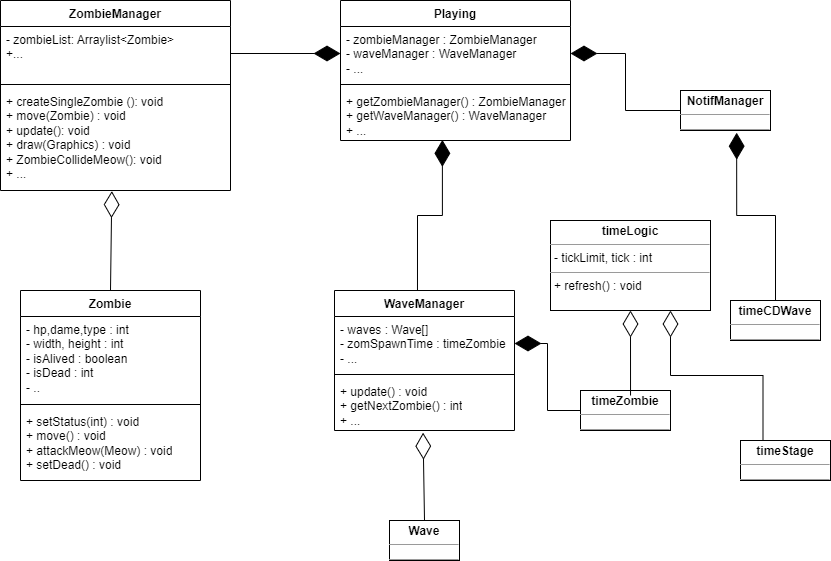 ZombieManager
- zombieList: Arraylist<Zombie>
+...
+ createSingleZombie (): void
+ move(Zombie) : void
+ update(): void
+ draw(Graphics) : void
+ ZombieCollideMeow(): void
+ ...
Playing
- zombieManager : ZombieManager
- waveManager : WaveManager
- ...
+ getZombieManager() : ZombieManager
+ getWaveManager() : WaveManager
+ ...
NotifManager
timeLogic
- tickLimit, tick : int
+ refresh() : void
Zombie
- hp,dame,type : int
- width, height : int
- isAlived : boolean
- isDead : int
- ..
+ setStatus(int) : void
+ move() : void
+ attackMeow(Meow) : void
+ setDead() : void
WaveManager
- waves : Wave[]
- zomSpawnTime : timeZombie
- ...
+ update() : void
+ getNextZombie() : int
+ ...
timeCDWave
timeZombie
timeStage
Wave